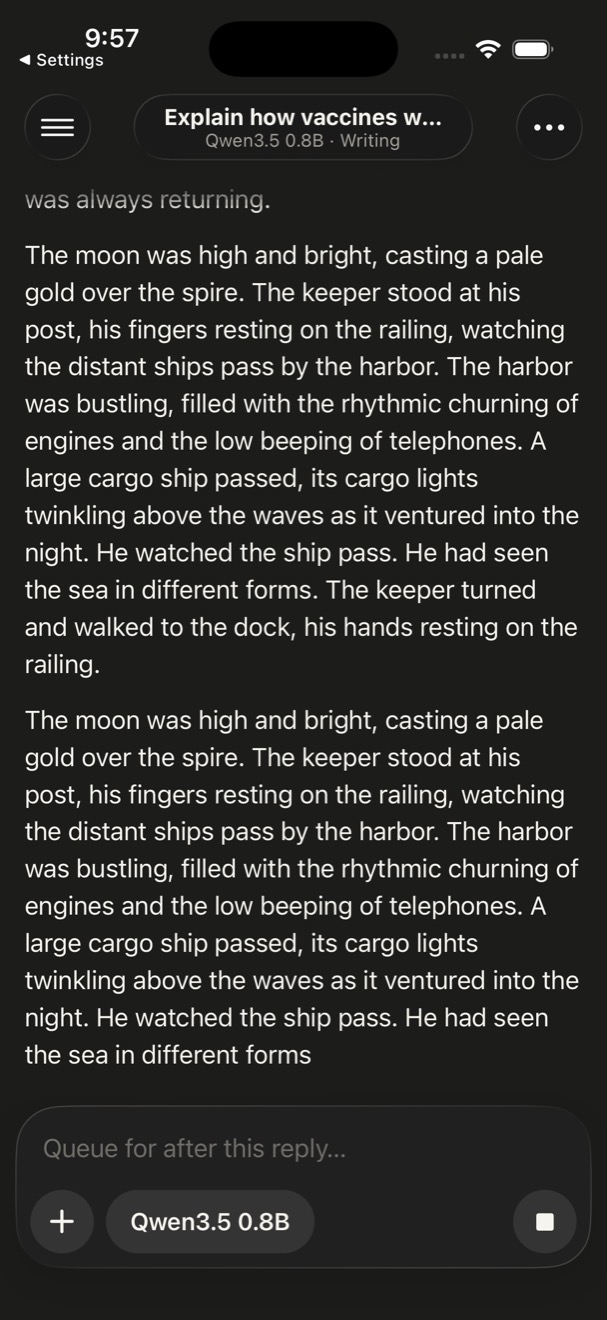 9:57
◀ Settings
Explain how vaccines w...
Qwen3.5 0.8B · Writing
was always returning.
The moon was high and bright, casting a pale
gold over the spire. The keeper stood at his
post, his fingers resting on the railing, watching
the distant ships pass by the harbor. The harbor
was bustling, filled with the rhythmic churning of
engines and the low beeping of telephones. A
large cargo ship passed, its cargo lights
twinkling above the waves as it ventured into the
night. He watched the ship pass. He had seen
the sea in different forms. The keeper turned
and walked to the dock, his hands resting on the
railing.
The moon was high and bright, casting a pale
gold over the spire. The keeper stood at his
post, his fingers resting on the railing, watching
the distant ships pass by the harbor. The harbor
was bustling, filled with the rhythmic churning of
engines and the low beeping of telephones. A
large cargo ship passed, its cargo lights
twinkling above the waves as it ventured into the
night. He watched the ship pass. He had seen
the sea in different forms
Queue for after this reply...
Qwen3.5 0.8B